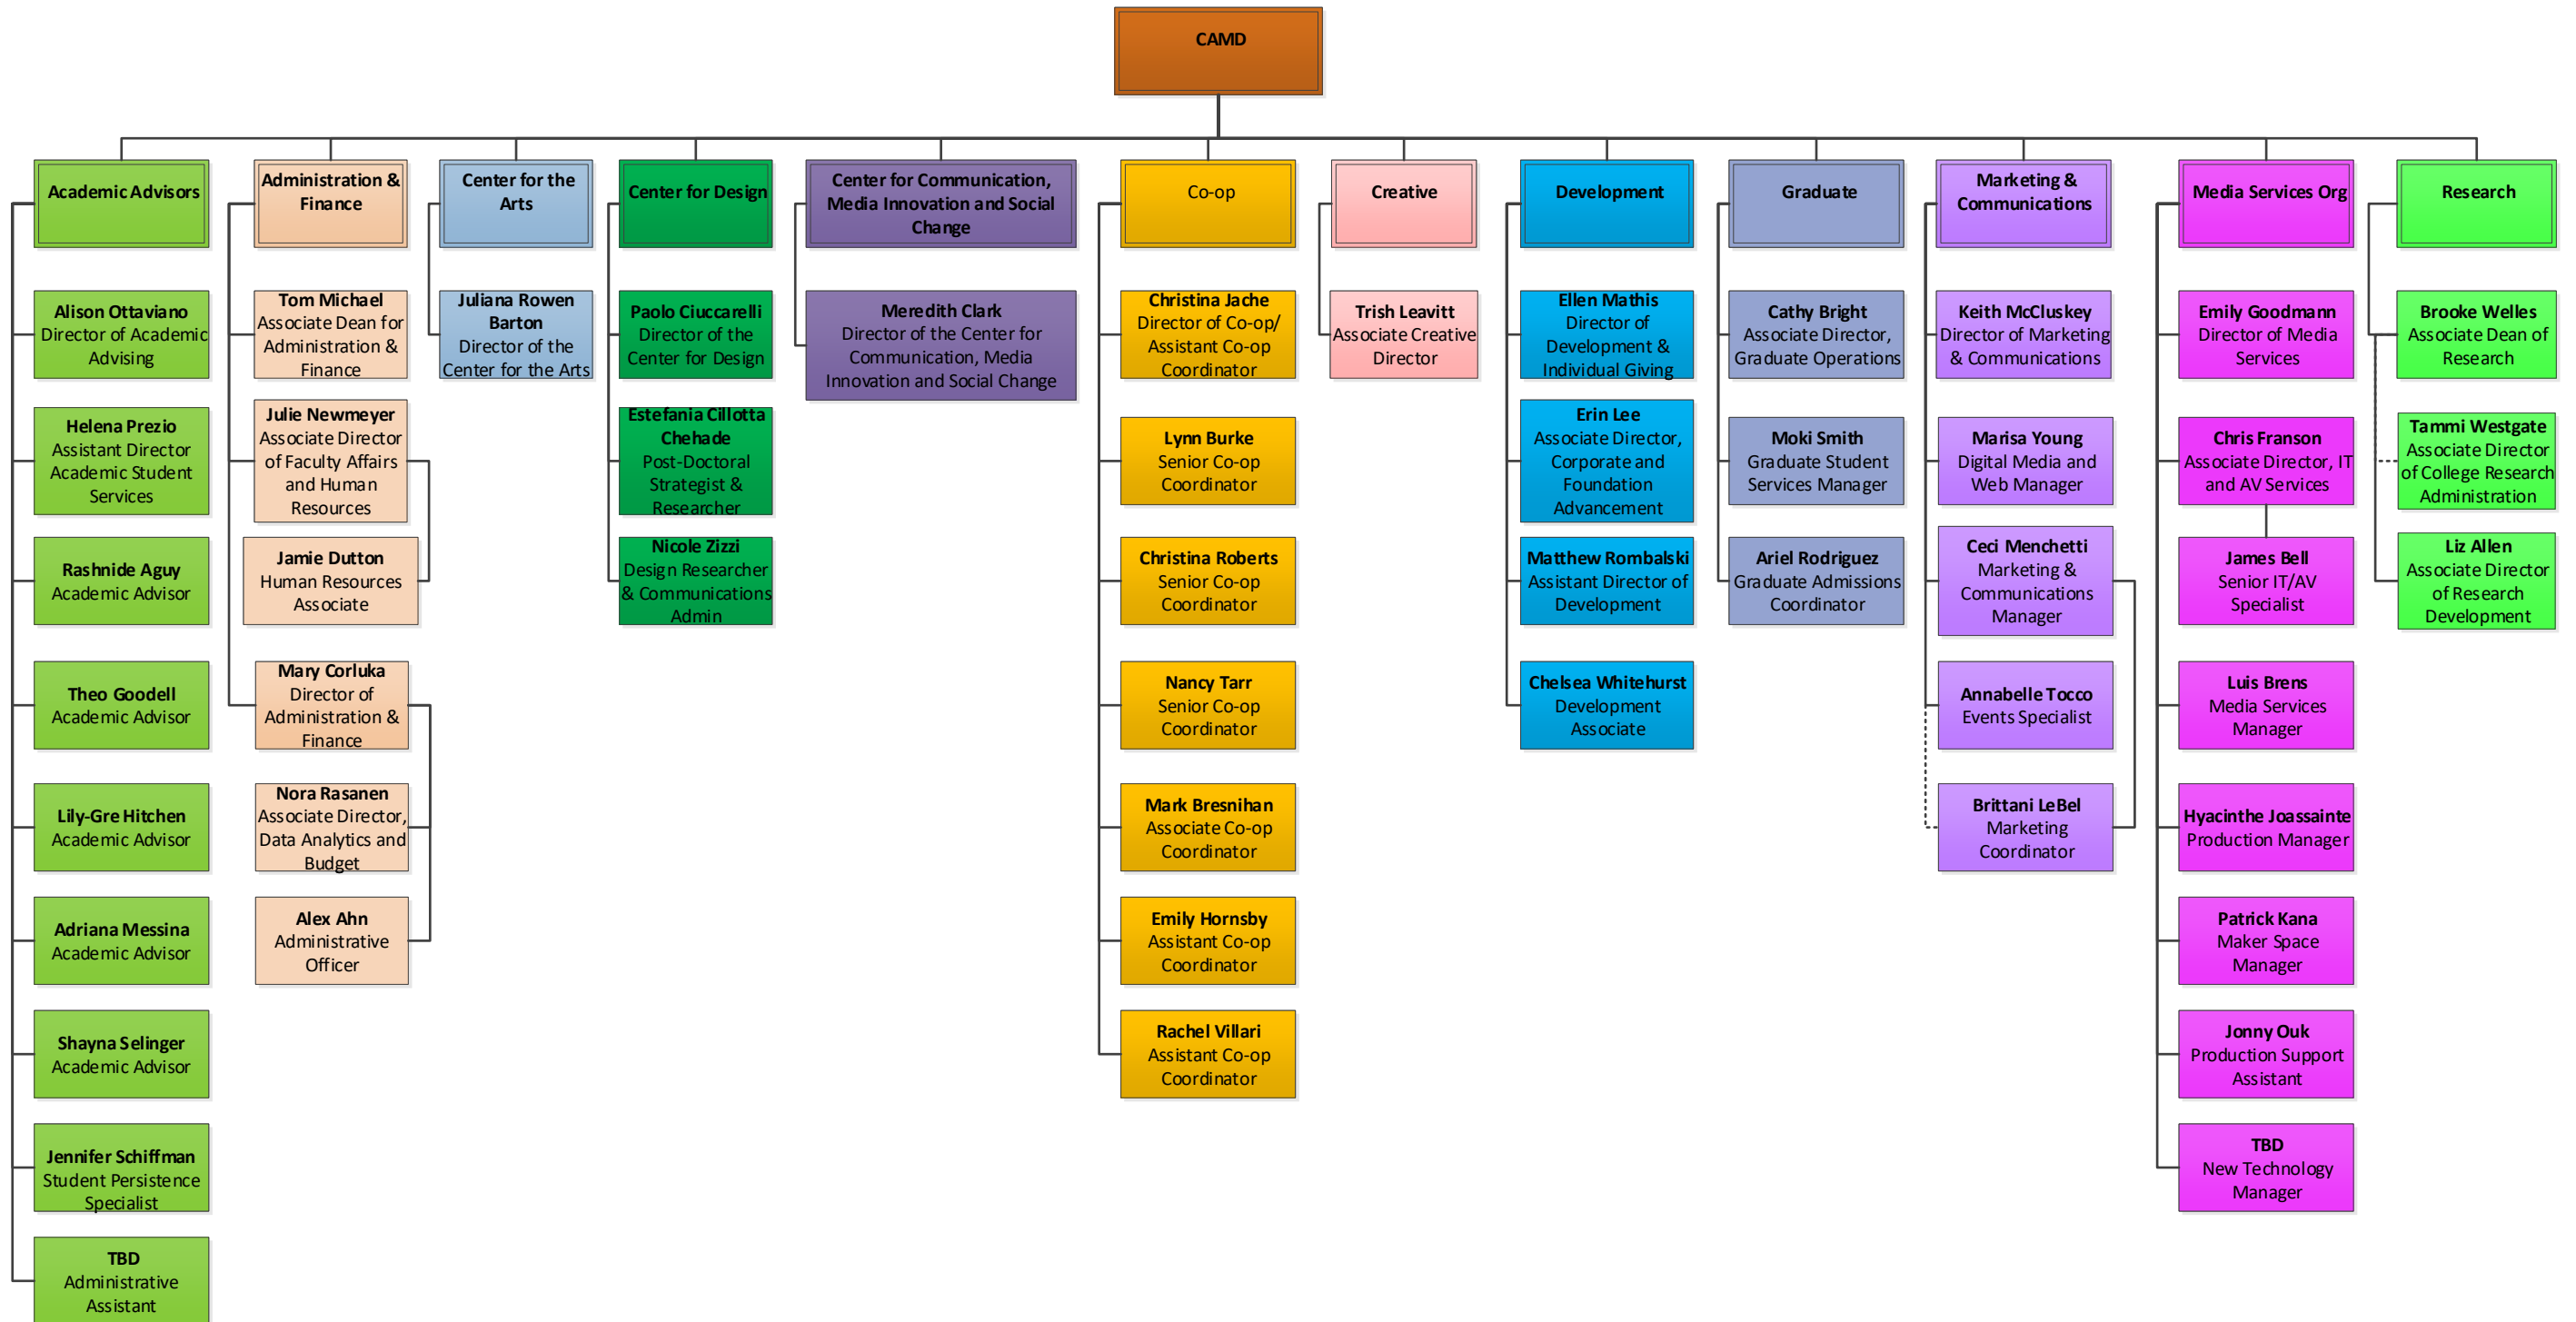 CAMD
Academic Advisors
Alison Ottaviano
Director of Academic
Advising
Helena Prezio
Assistant Director
Academic Student
Services
Rashnide Aguy
Academic Advisor
Theo Goodell
Academic Advisor
Lily-Gre Hitchen
Academic Advisor
Adriana Messina
Academic Advisor
Shayna Selinger
Academic Advisor
Jennifer Schiffman
Student Persistence
Specialist
TBD
Administrative
Assistant
Administration &
Finance
Tom Michael
Associate Dean for
Administration &
Finance
Julie Newmeyer
Associate Director
of Faculty Affairs
and Human
Resources
Jamie Dutton
Human Resources
Associate
Mary Corluka
Director of
Administration &
Finance
Nora Rasanen
Associate Director,
Data Analytics and
Budget
Alex Ahn
Administrative
Officer
Center for the
Arts
Juliana Rowen
Barton
Director of the
Center for the Arts
Center for Design
Paolo Ciuccarelli
Director of the
Center for Design
Estefania Cillotta
Chehade
Post-Doctoral
Strategist &
Researcher
Nicole Zizzi
Design Researcher
& Communications
Admin
Center for Communication,
Media Innovation and Social
Change
Meredith Clark
Director of the Center for
Communication, Media
Innovation and Social Change
Co-op
Christina Jache
Director of Co-op/
Assistant Co-op
Coordinator
Lynn Burke
Senior Co-op
Coordinator
Christina Roberts
Senior Co-op
Coordinator
Nancy Tarr
Senior Co-op
Coordinator
Mark Bresnihan
Associate Co-op
Coordinator
Emily Hornsby
Assistant Co-op
Coordinator
Rachel Villari
Assistant Co-op
Coordinator
Creative
Trish Leavitt
Associate Creative
Director
Development
Ellen Mathis
Director of
Development &
Individual Giving
Erin Lee
Associate Director,
Corporate and
Foundation
Advancement
Matthew Rombalski
Assistant Director of
Development
Chelsea Whitehurst
Development
Associate
Graduate
Cathy Bright
Associate Director,
Graduate Operations
Moki Smith
Graduate Student
Services Manager
Ariel Rodriguez
Graduate Admissions
Coordinator
Marketing &
Communications
Keith McCluskey
Director of Marketing
& Communications
Marisa Young
Digital Media and
Web Manager
Ceci Menchetti
Marketing &
Communications
Manager
Annabelle Tocco
Events Specialist
Brittani LeBel
Marketing
Coordinator
Media Services Org
Emily Goodmann
Director of Media
Services
Chris Franson
Associate Director, IT
and AV Services
James Bell
Senior IT/AV
Specialist
Luis Brens
Media Services
Manager
Hyacinthe Joassainte
Production Manager
Patrick Kana
Maker Space
Manager
Jonny Ouk
Production Support
Assistant
TBD
New Technology
Manager
Research
Brooke Welles
Associate Dean of
Research
Tammi Westgate
Associate Director
of College Research
Administration
Liz Allen
Associate Director
of Research
Development